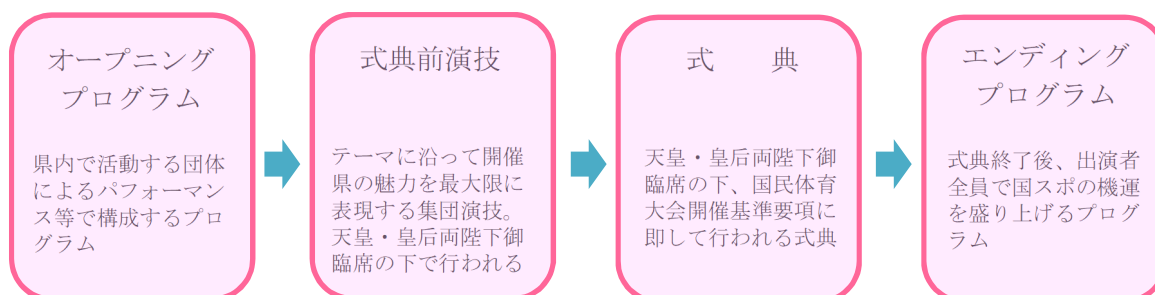 オープニング
プログラム
県内で活動する団体
によるパフォーマン
ス等で構成するプロ
グラム
式典前演技
テーマに沿って開催
県の魅力を最大限に
表現する集団演技。
天皇・皇后両陛下御
臨席の下で行われる
式　　典
天皇・皇后両陛下御
臨席の下、国民体育
大会開催基準要項に
即して行われる式典
エンディング
プログラム
式典終了後、出演者
全員で国スポの機運
を盛り上げるプログ
ラム